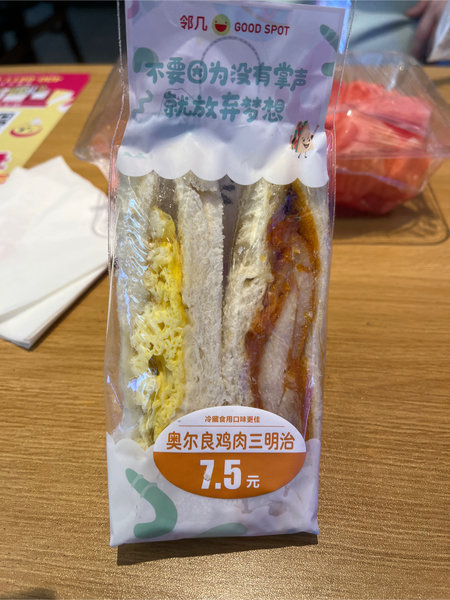 邻几 GOOD SPOT
不要因为没有掌声
就放弃梦想
冷藏食用口味更佳
奥尔良鸡肉三明治
7.5元